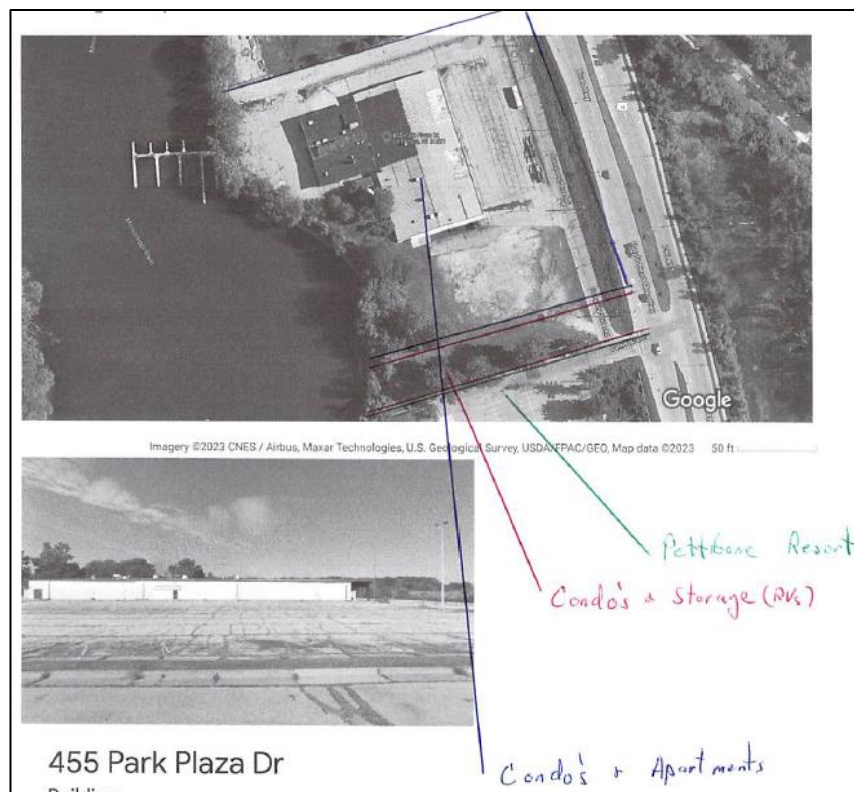 Google
Imagery ©2023 CNES / Airbus, Maxar Technologies, U.S. Geological Survey, USDA/FPAC/GEO, Map data ©2023 50 ft
Pettibone Resort
Condo's & Storage (RVs)
455 Park Plaza Dr
Condo's & Apartments